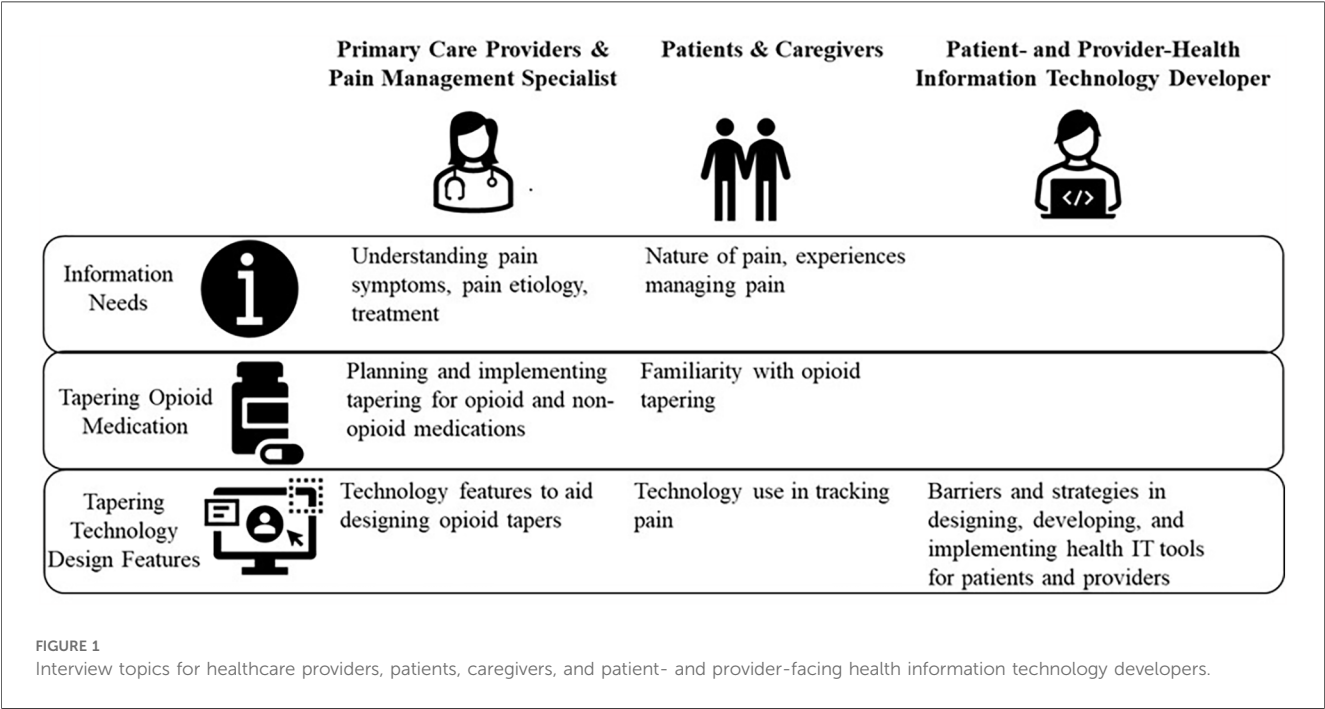 Primary Care Providers &
Pain Management Specialist
Patients & Caregivers
Patient- and Provider-Health
Information Technology Developer
</>
Information
Needs
i
Understanding pain
symptoms, pain etiology,
treatment
Nature of pain, experiences
managing pain
Tapering Opioid
Medication
Planning and implementing
tapering for opioid and non-
opioid medications
Familiarity with opioid
tapering
Tapering
Technology
Design Features
Technology features to aid
designing opioid tapers
Technology use in tracking
pain
Barriers and strategies in
designing, developing, and
implementing health IT tools
for patients and providers
FIGURE 1
Interview topics for healthcare providers, patients, caregivers, and patient- and provider-facing health information technology developers.